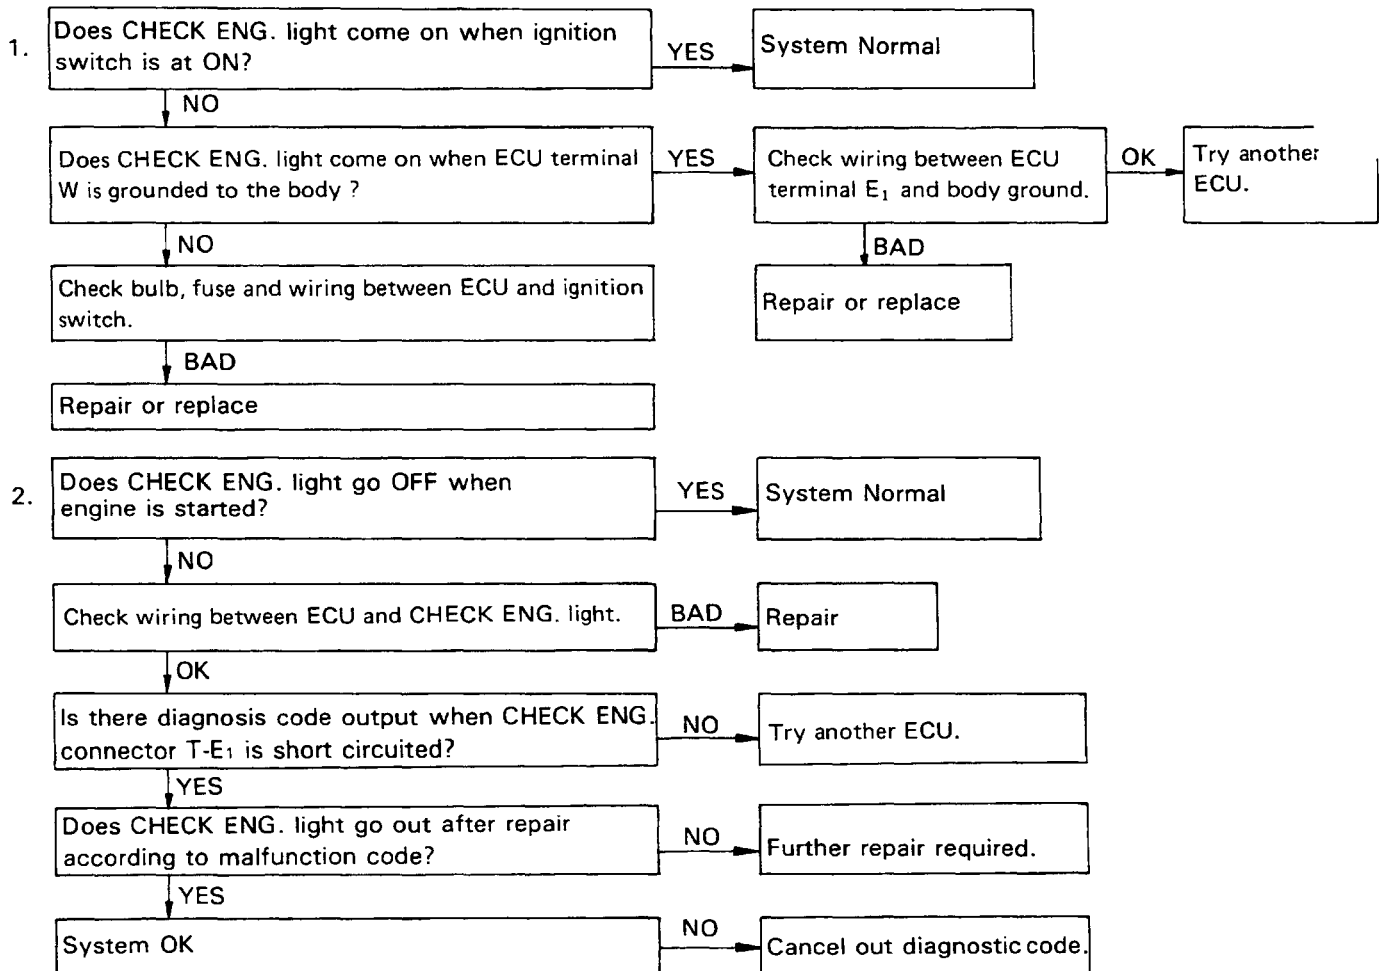 1.
Does CHECK ENG. light come on when ignition
switch is at ON?
YES
System Normal
NO
Does CHECK ENG. light come on when ECU terminal
W is grounded to the body ?
YES
Check wiring between ECU
terminal E₁ and body ground.
OK
Try another
ECU.
NO
BAD
Check bulb, fuse and wiring between ECU and ignition
switch.
Repair or replace
BAD
Repair or replace
2.
Does CHECK ENG. light go OFF when
engine is started?
YES
System Normal
NO
Check wiring between ECU and CHECK ENG. light.
BAD
Repair
OK
Is there diagnosis code output when CHECK ENG.
connector T-E₁ is short circuited?
NO
Try another ECU.
YES
Does CHECK ENG. light go out after repair
according to malfunction code?
NO
Further repair required.
YES
System OK
NO
Cancel out diagnostic code.